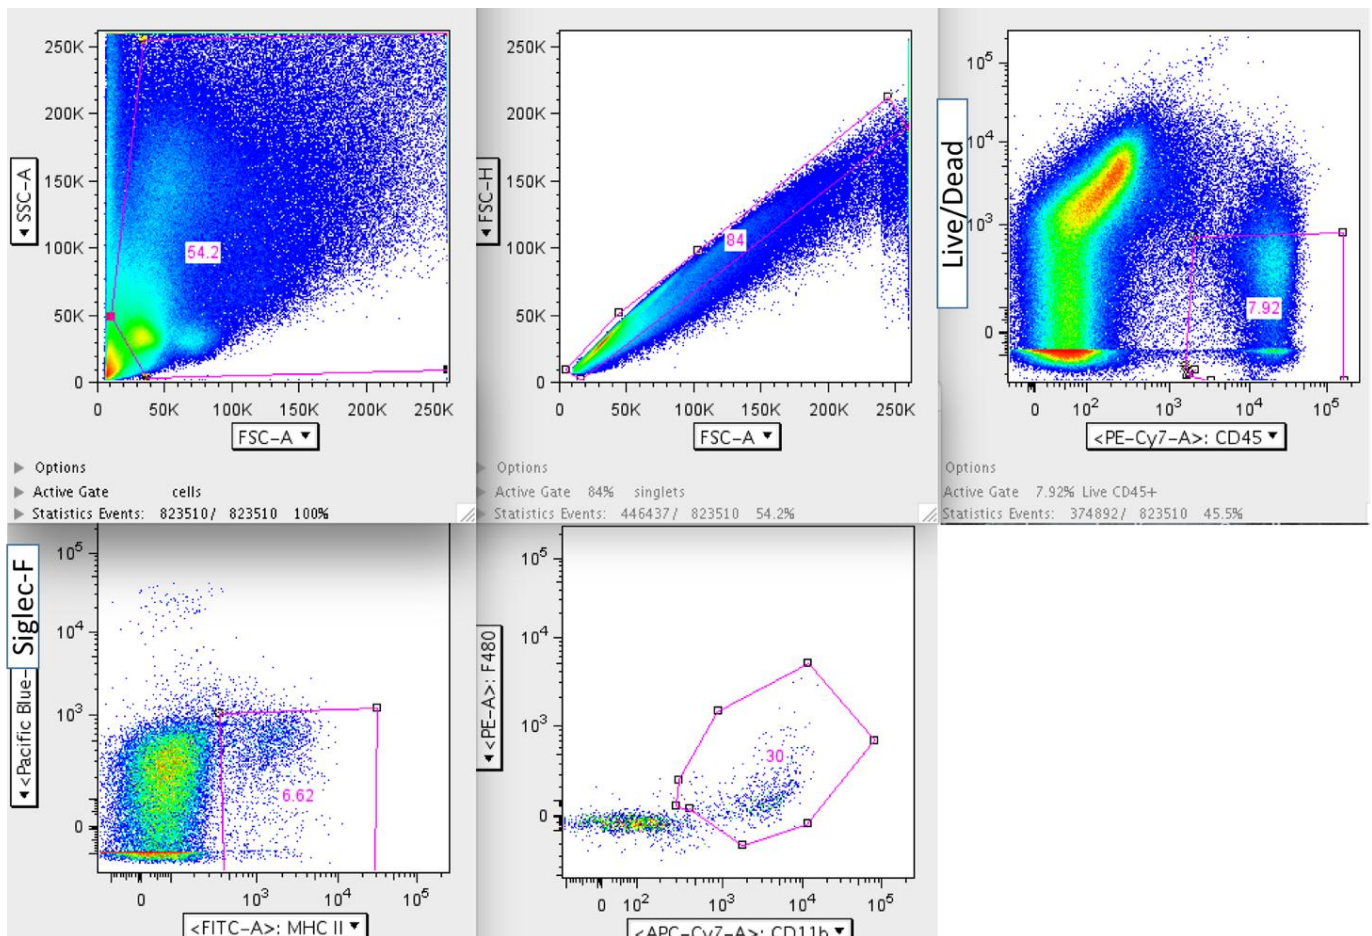 250K
200K
150K
100K
50K
0
SSC-A
54.2
0 50K 100K 150K 200K 250K
FSC-A
Options
Active Gate cells
Statistics Events: 823510/ 823510 100%
250K
200K
150K
100K
50K
0
FSC-H
84
0 50K 100K 150K 200K 250K
FSC-A
Options
Active Gate 84% singlets
Statistics Events: 446437/ 823510 54.2%
10^5
10^4
10^3
0
Live/Dead
7.92
0 10^2 10^3 10^4 10^5
<PE-Cy7-A>: CD45
Options
Active Gate 7.92% Live CD45+
Statistics Events: 374892/ 823510 45.5%
10^5
10^4
10^3
0
Siglec-F
<Pacific Blue-
6.62
0 10^3 10^4 10^5
<FITC-A>: MHC II
10^5
10^4
10^3
0
<PE-A>: F480
30
0 10^2 10^3 10^4 10^5
<APC-Cy7-A>: CD11b